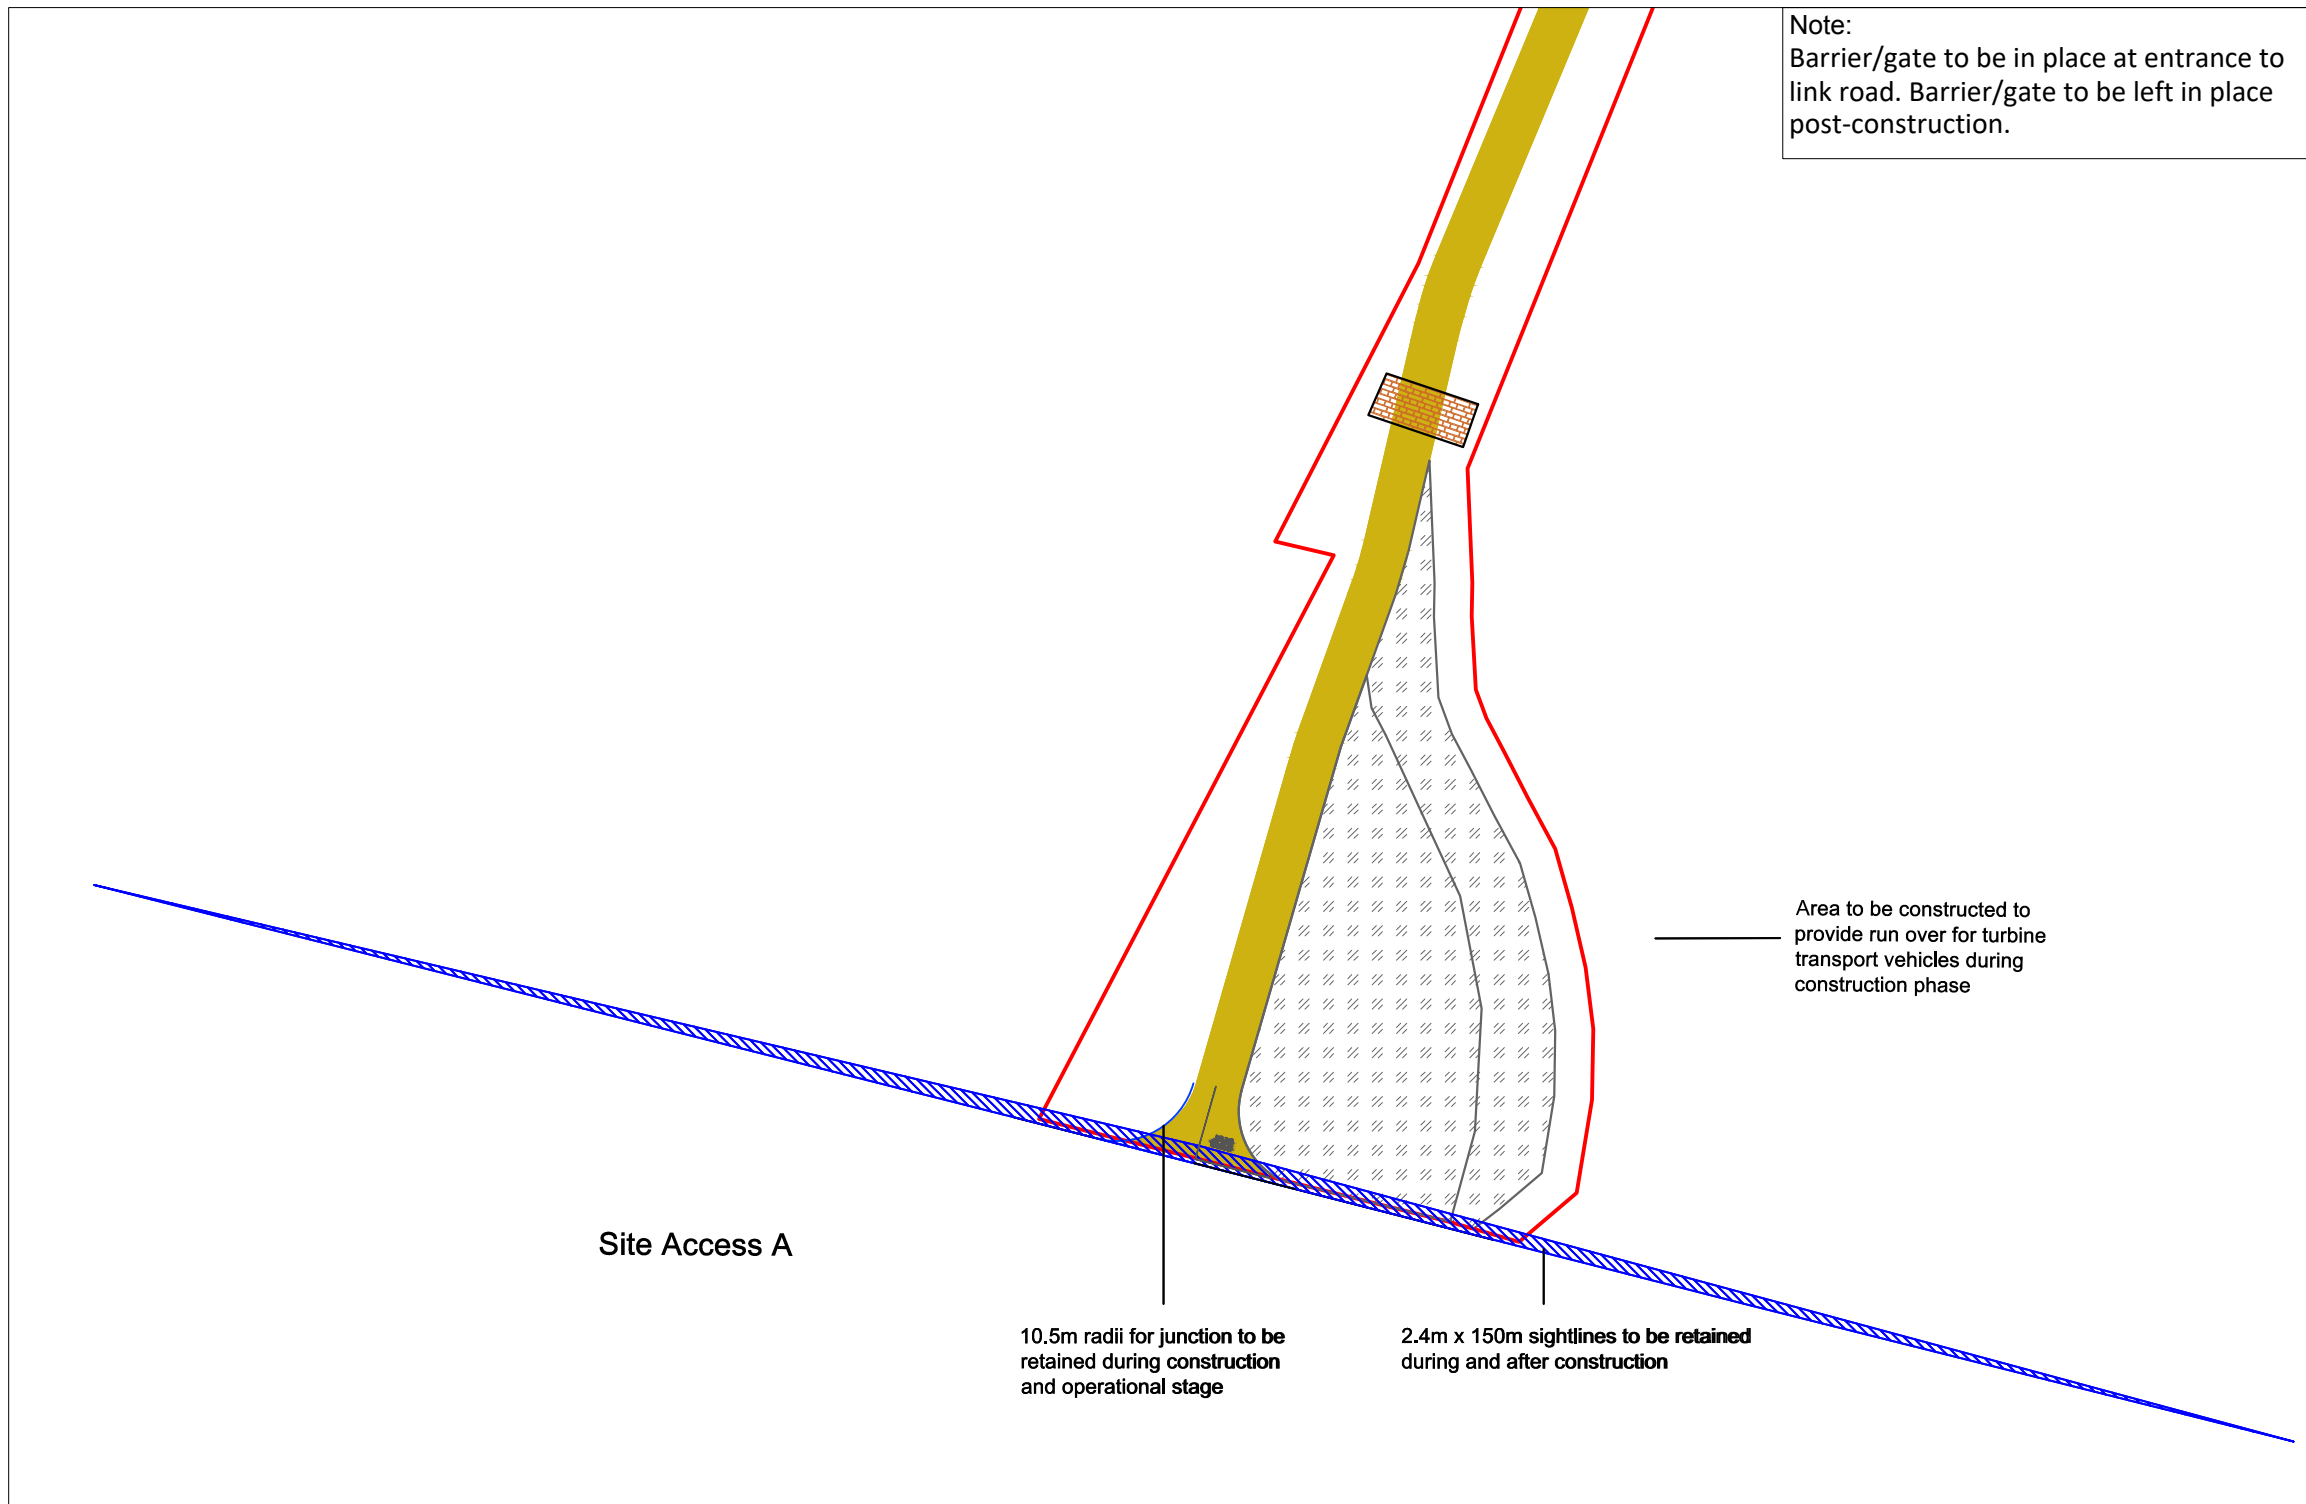 Note:
Barrier/gate to be in place at entrance to
link road. Barrier/gate to be left in place
post-construction.
Area to be constructed to
provide run over for turbine
transport vehicles during
construction phase
Site Access A
10.5m radii for junction to be
retained during construction
and operational stage
2.4m x 150m sightlines to be retained
during and after construction